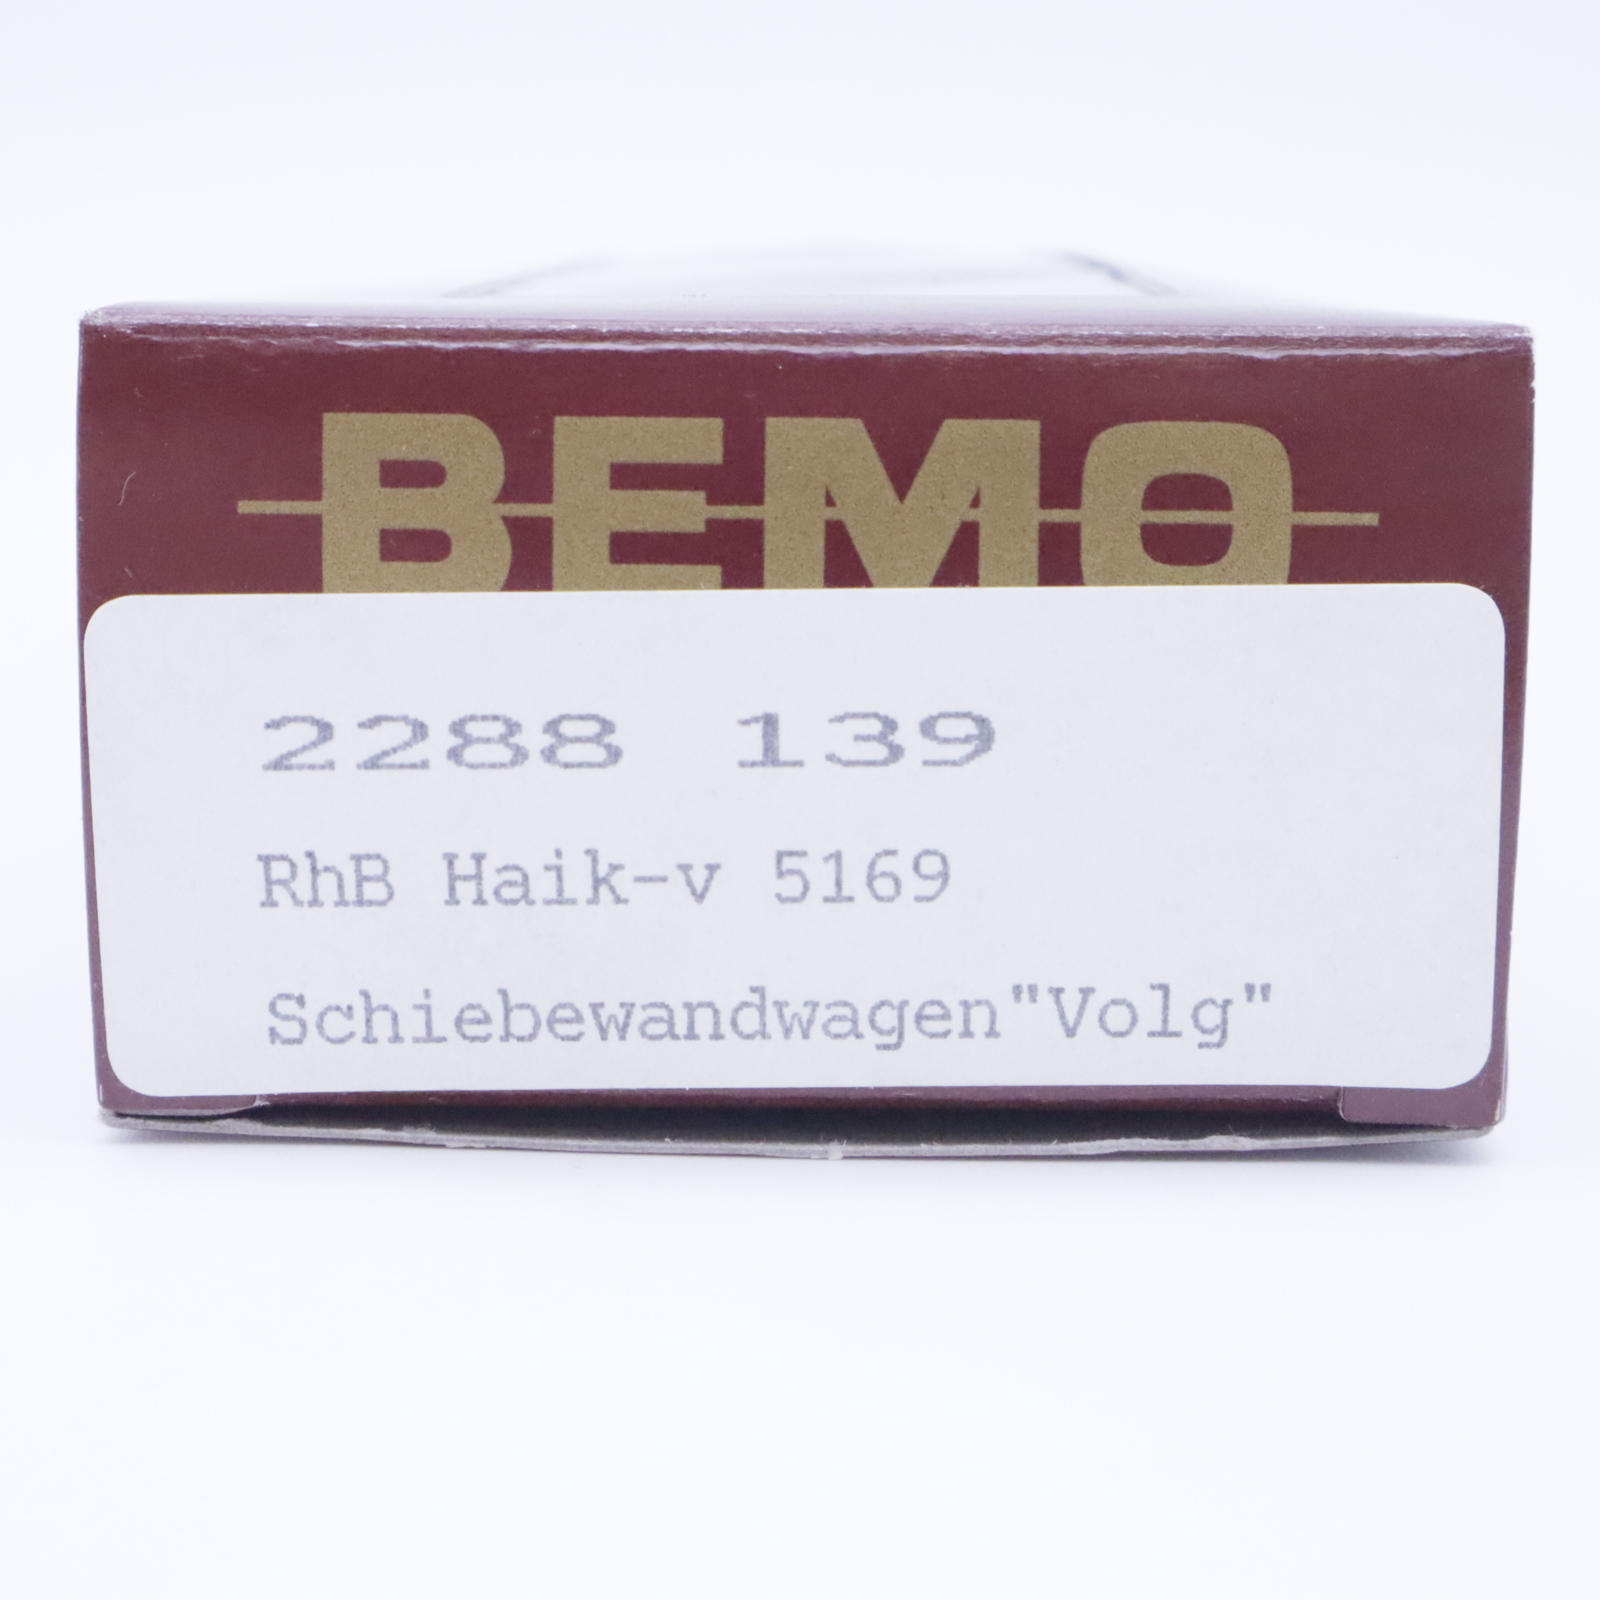 BEMO
2288 139
RhB Haik-v 5169
Schiebewandwagen"Volg"